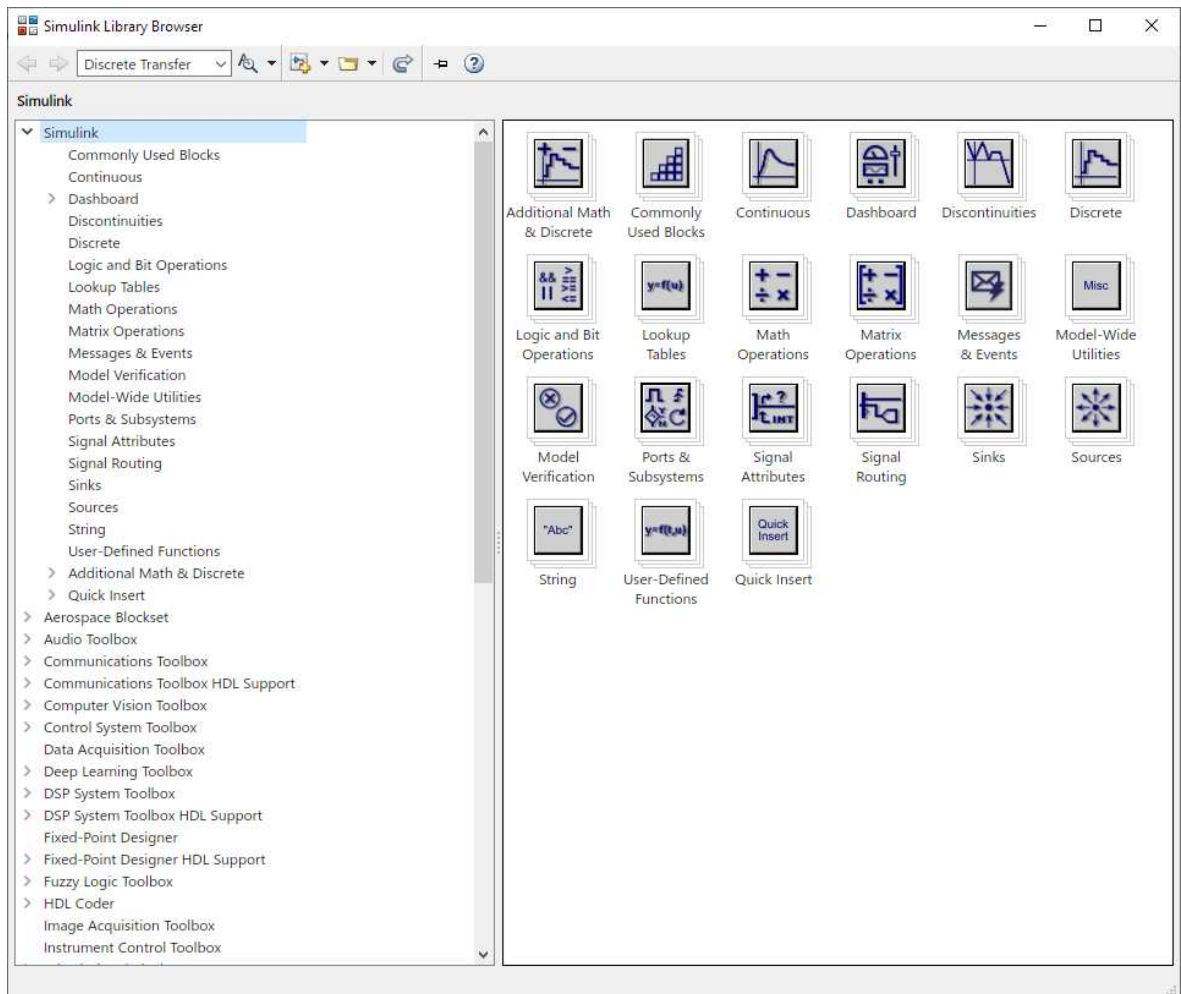 Simulink Library Browser
Discrete Transfer
Simulink
Simulink
Commonly Used Blocks
Continuous
Dashboard
Discontinuities
Discrete
Logic and Bit Operations
Lookup Tables
Math Operations
Matrix Operations
Messages & Events
Model Verification
Model-Wide Utilities
Ports & Subsystems
Signal Attributes
Signal Routing
Sinks
Sources
String
User-Defined Functions
Additional Math & Discrete
Quick Insert
Aerospace Blockset
Audio Toolbox
Communications Toolbox
Communications Toolbox HDL Support
Computer Vision Toolbox
Control System Toolbox
Data Acquisition Toolbox
Deep Learning Toolbox
DSP System Toolbox
DSP System Toolbox HDL Support
Fixed-Point Designer
Fixed-Point Designer HDL Support
Fuzzy Logic Toolbox
HDL Coder
Image Acquisition Toolbox
Instrument Control Toolbox
Additional Math
& Discrete
Commonly
Used Blocks
Continuous
Dashboard
Discontinuities
Discrete
&& > ==
|| >= <=
Logic and Bit
Operations
y=f(u)
Lookup
Tables
+ −
÷ ×
Math
Operations
[+ −]
[÷ ×]
Matrix
Operations
Messages
& Events
Misc
Model-Wide
Utilities
Model
Verification
Y
N
C
Ports &
Subsystems
?
INT
Signal
Attributes
Signal
Routing
Sinks
Sources
"Abc"
String
y=f(t,u)
User-Defined
Functions
Quick
Insert
Quick Insert